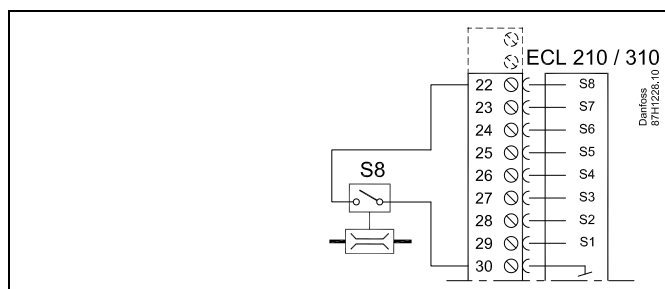 ECL 210 / 310
22 S8
23 S7
24 S6
25 S5
26 S4
27 S3
28 S2
29 S1
30
S8
Danfoss
87H1228.10